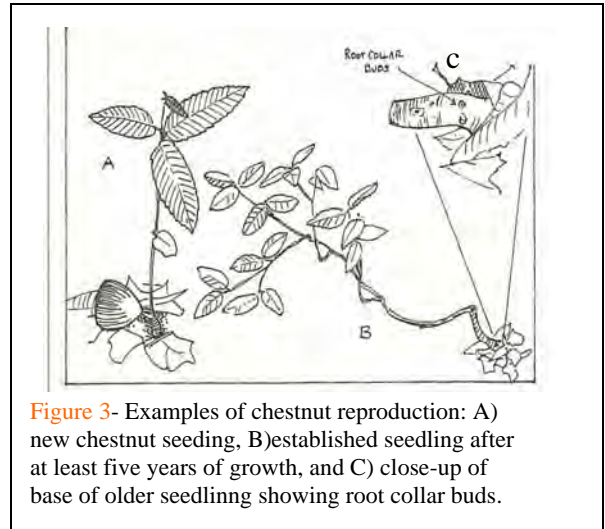 ROOT COLLAR
BUDS
c
A
B
Figure 3- Examples of chestnut reproduction: A)
new chestnut seeding, B)established seedling after
at least five years of growth, and C) close-up of
base of older seedlinng showing root collar buds.